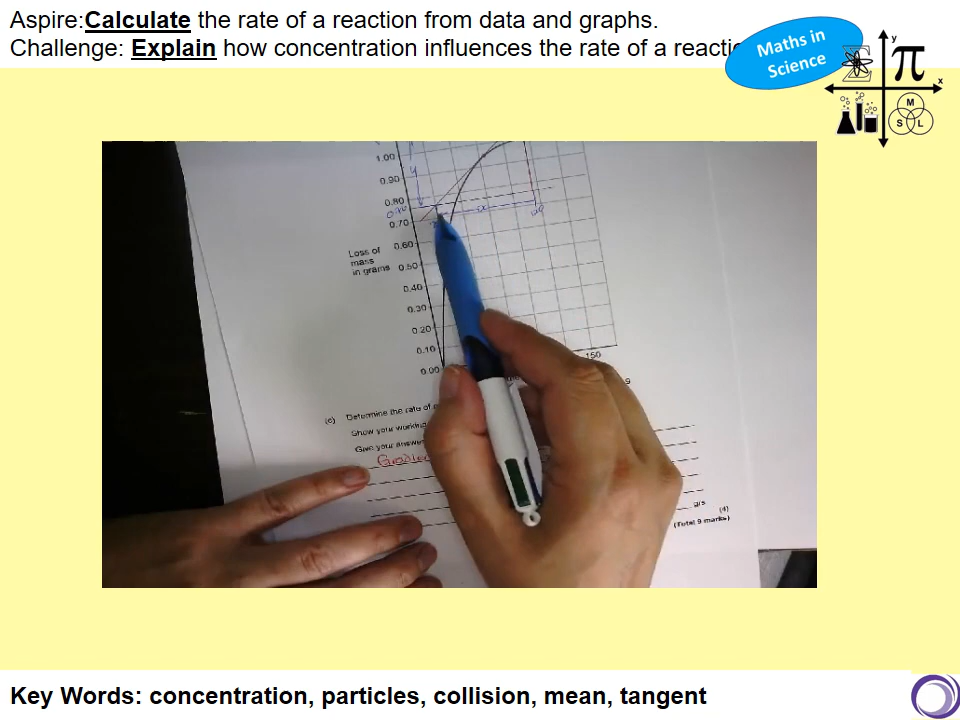 Aspire:Calculate the rate of a reaction from data and graphs.
Challenge: Explain how concentration influences the rate of a reactio
Maths in
Science
y
π
x
M
S L
1.00
0.90
0.80
0.70
0.60
0.50
0.40
0.30
0.20
0.10
0.00
Loss of
mass
in grams
150
(c) Determine the rate of
Show your working
Give your answer
g/s
(4)
(Total 9 marks)
Key Words: concentration, particles, collision, mean, tangent